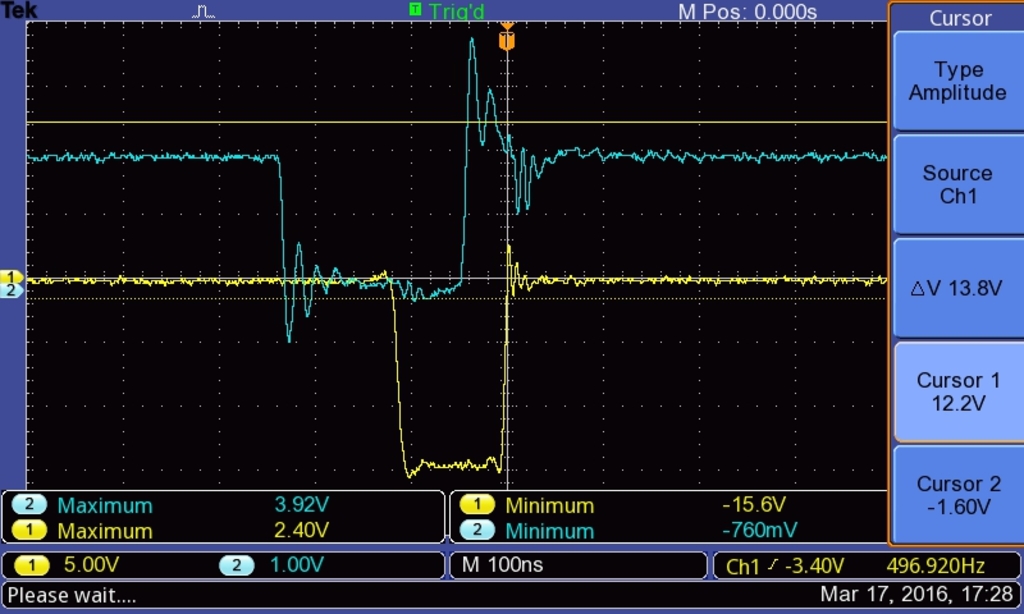 Tek T Trig'd M Pos: 0.000s Cursor
T
Type
Amplitude
Source
Ch1
1
2
△V 13.8V
Cursor 1
12.2V
Cursor 2
-1.60V
2 Maximum 3.92V 1 Minimum -15.6V
1 Maximum 2.40V 2 Minimum -760mV
1 5.00V 2 1.00V M 100ns Ch1 -3.40V 496.920Hz
Please wait.... Mar 17, 2016, 17:28